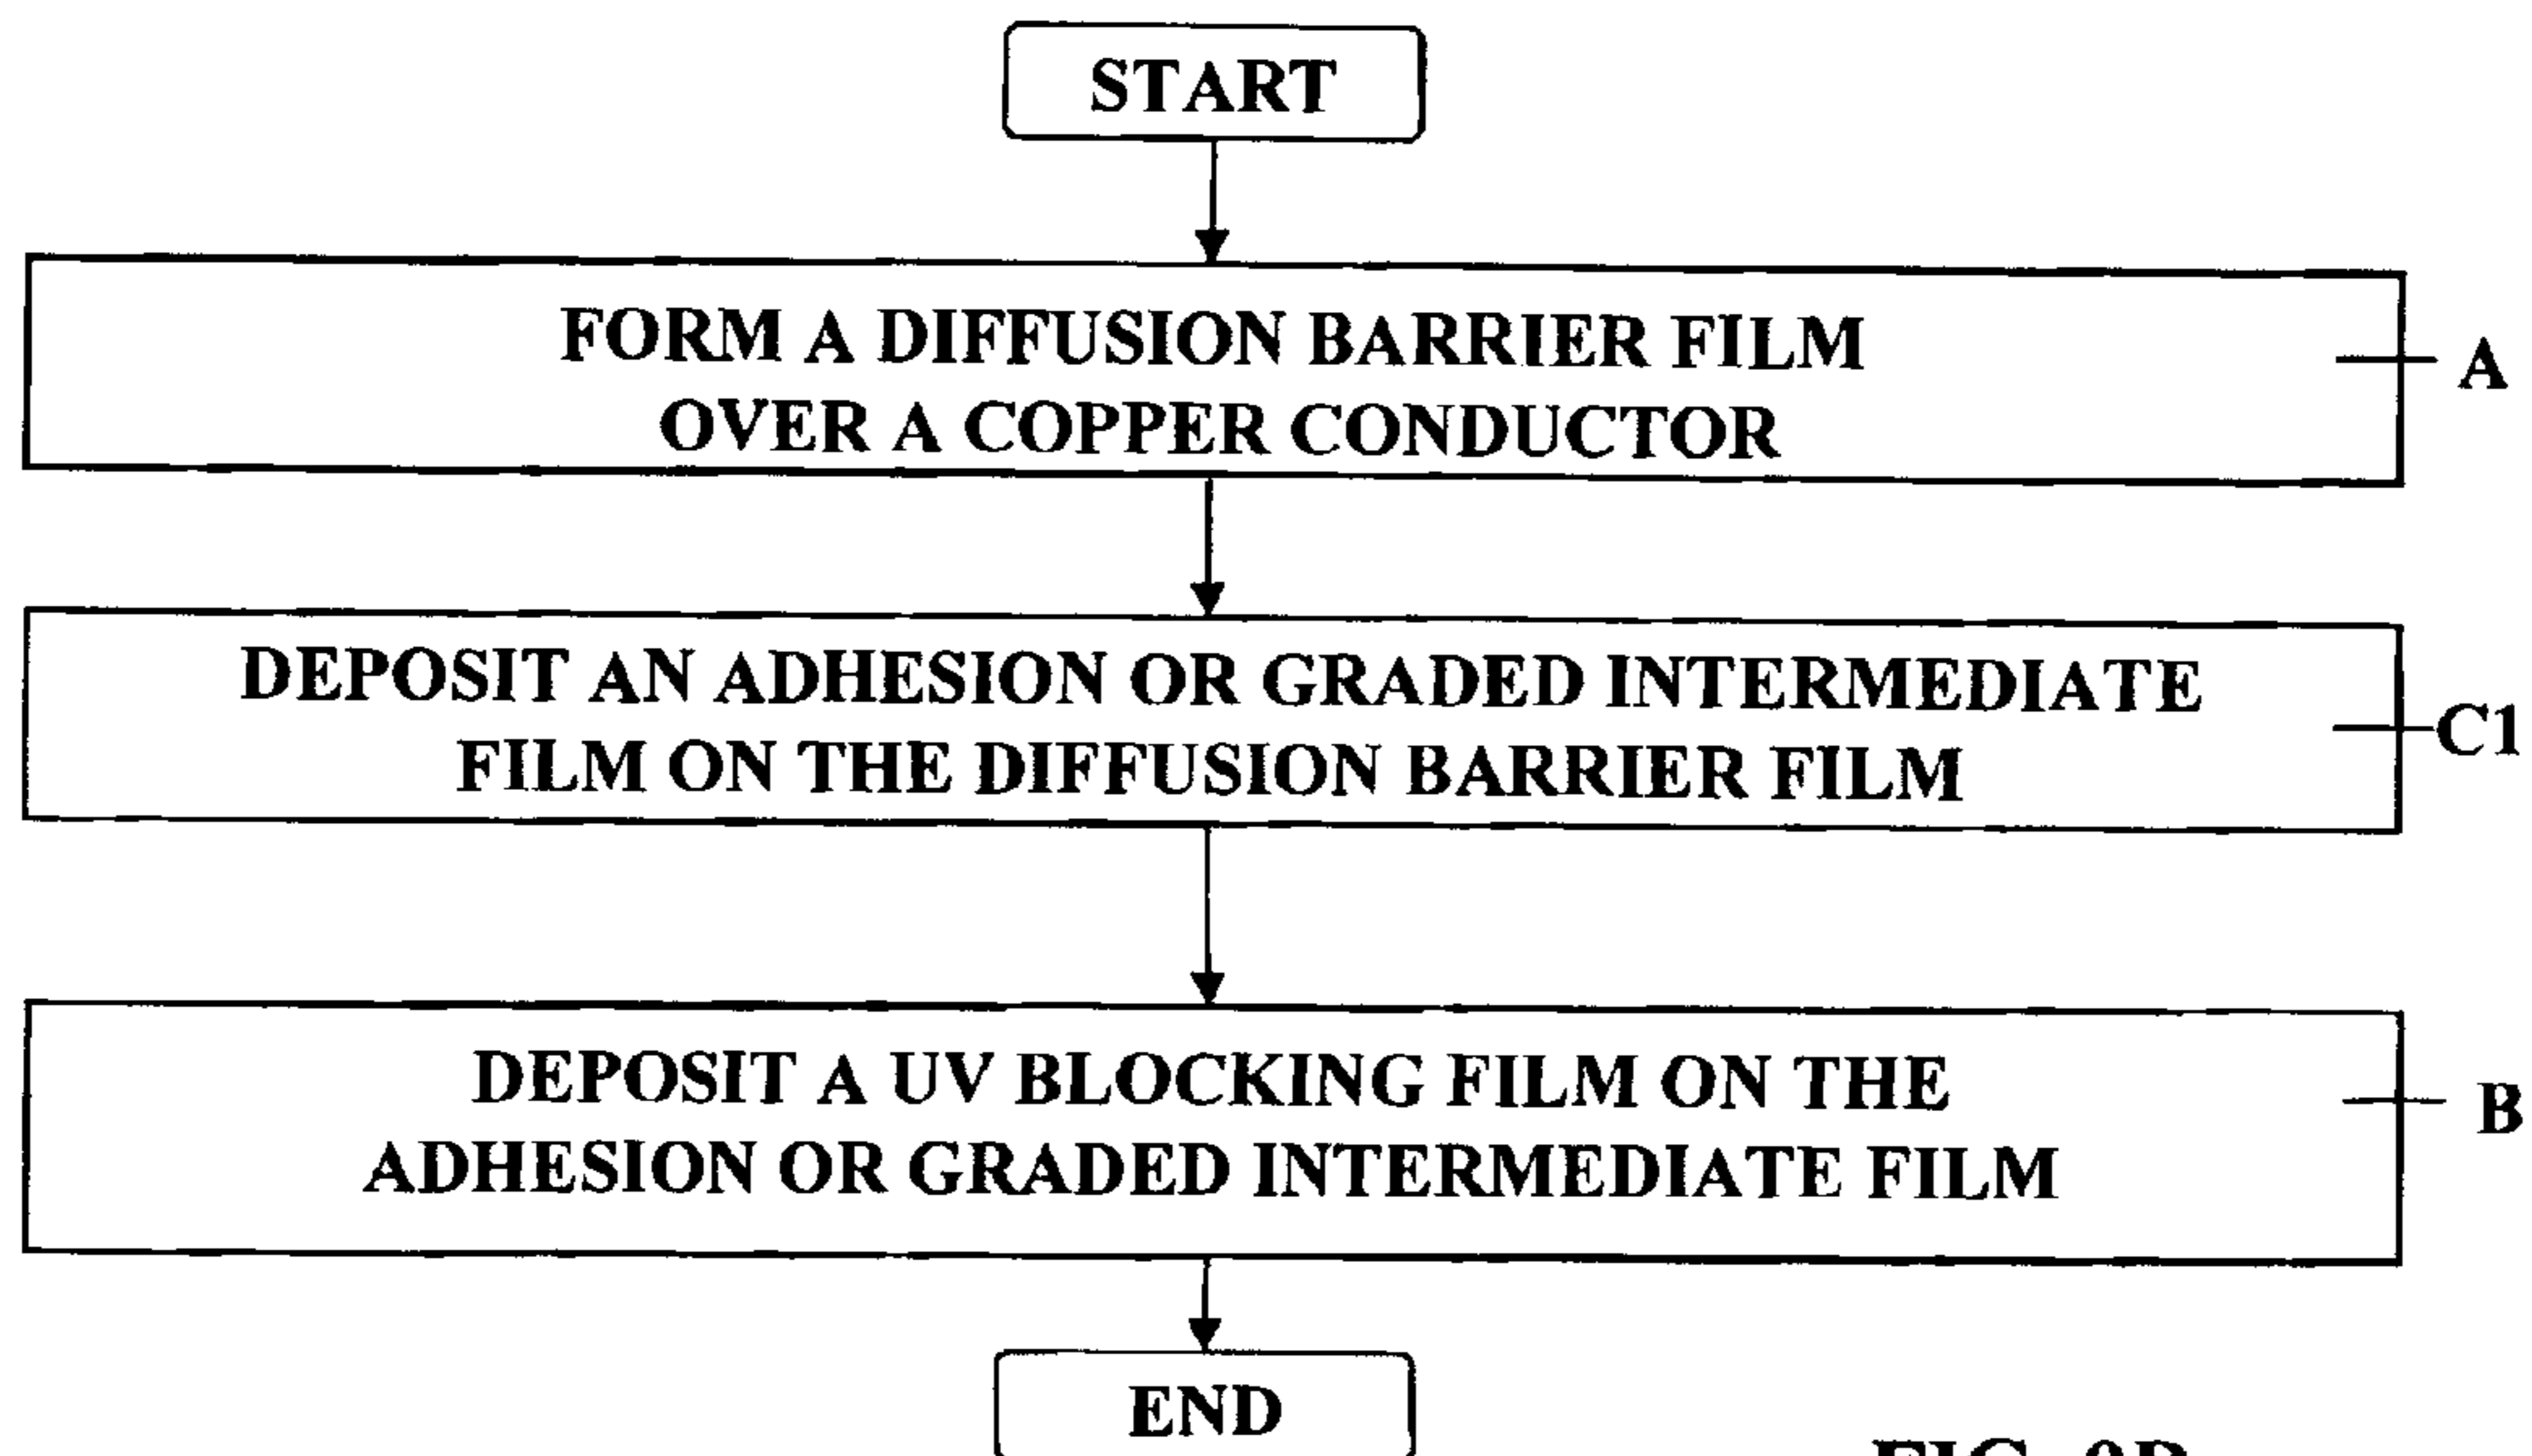 START
FORM A DIFFUSION BARRIER FILM
OVER A COPPER CONDUCTOR
A
DEPOSIT AN ADHESION OR GRADED INTERMEDIATE
FILM ON THE DIFFUSION BARRIER FILM
C1
DEPOSIT A UV BLOCKING FILM ON THE
ADHESION OR GRADED INTERMEDIATE FILM
B
END
FIG.